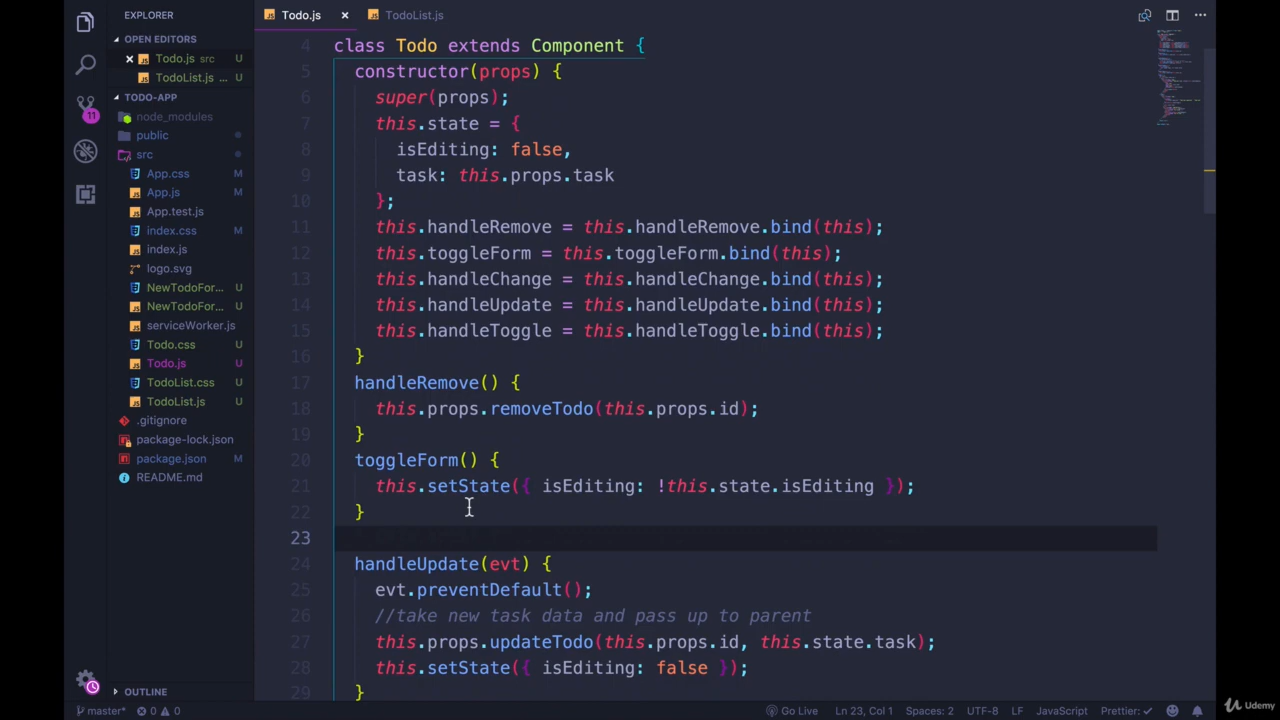 EXPLORER
OPEN EDITORS
Todo.js src U
TodoList.js ... U
TODO-APP
node_modules
public
src
App.css M
App.js M
App.test.js
index.css M
index.js
logo.svg
NewTodoFor... U
NewTodoFor... U
serviceWorker.js
Todo.css U
Todo.js U
TodoList.css U
TodoList.js U
.gitignore
package-lock.json
package.json M
README.md
OUTLINE
11
Todo.js TodoList.js
4 class Todo extends Component {
5 constructor(props) {
6 super(props);
7 this.state = {
8 isEditing: false,
9 task: this.props.task
10 };
11 this.handleRemove = this.handleRemove.bind(this);
12 this.toggleForm = this.toggleForm.bind(this);
13 this.handleChange = this.handleChange.bind(this);
14 this.handleUpdate = this.handleUpdate.bind(this);
15 this.handleToggle = this.handleToggle.bind(this);
16 }
17 handleRemove() {
18 this.props.removeTodo(this.props.id);
19 }
20 toggleForm() {
21 this.setState({ isEditing: !this.state.isEditing });
22 }
23
24 handleUpdate(evt) {
25 evt.preventDefault();
26 //take new task data and pass up to parent
27 this.props.updateTodo(this.props.id, this.state.task);
28 this.setState({ isEditing: false });
29 }
master* 0 0 Go Live Ln 23, Col 1 Spaces: 2 UTF-8 LF JavaScript Prettier: ✓
Udemy